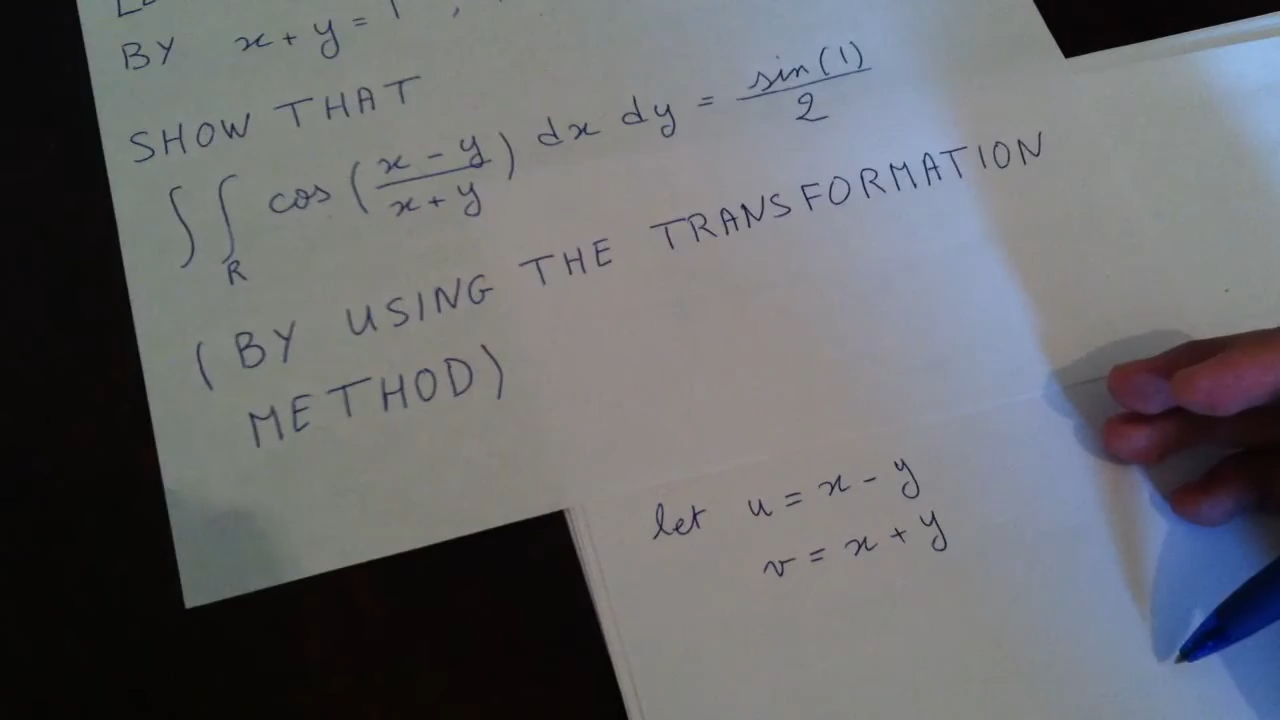 BY x + y = 1 ,
SHOW THAT
∫∫_R cos ( (x - y) / (x + y) ) dx dy = sin(1) / 2
(BY USING THE TRANSFORMATION
METHOD)
let u = x - y
v = x + y